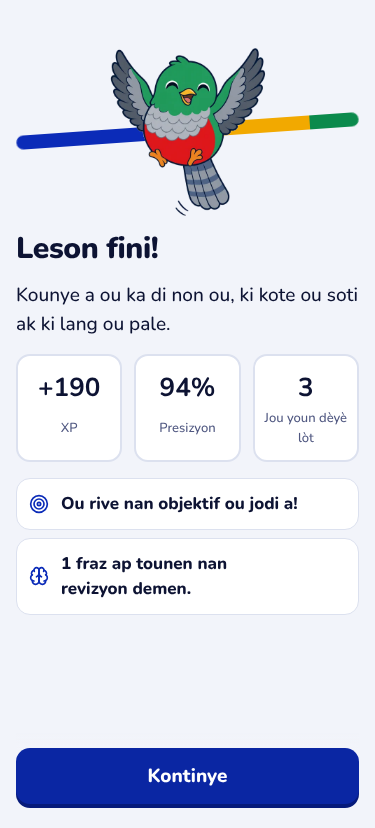 Leson fini!
Kounye a ou ka di non ou, ki kote ou soti
ak ki lang ou pale.
+190
XP
94%
Presizyon
3
Jou youn dèyè
lòt
Ou rive nan objektif ou jodi a!
1 fraz ap tounen nan
revizyon demen.
Kontinye